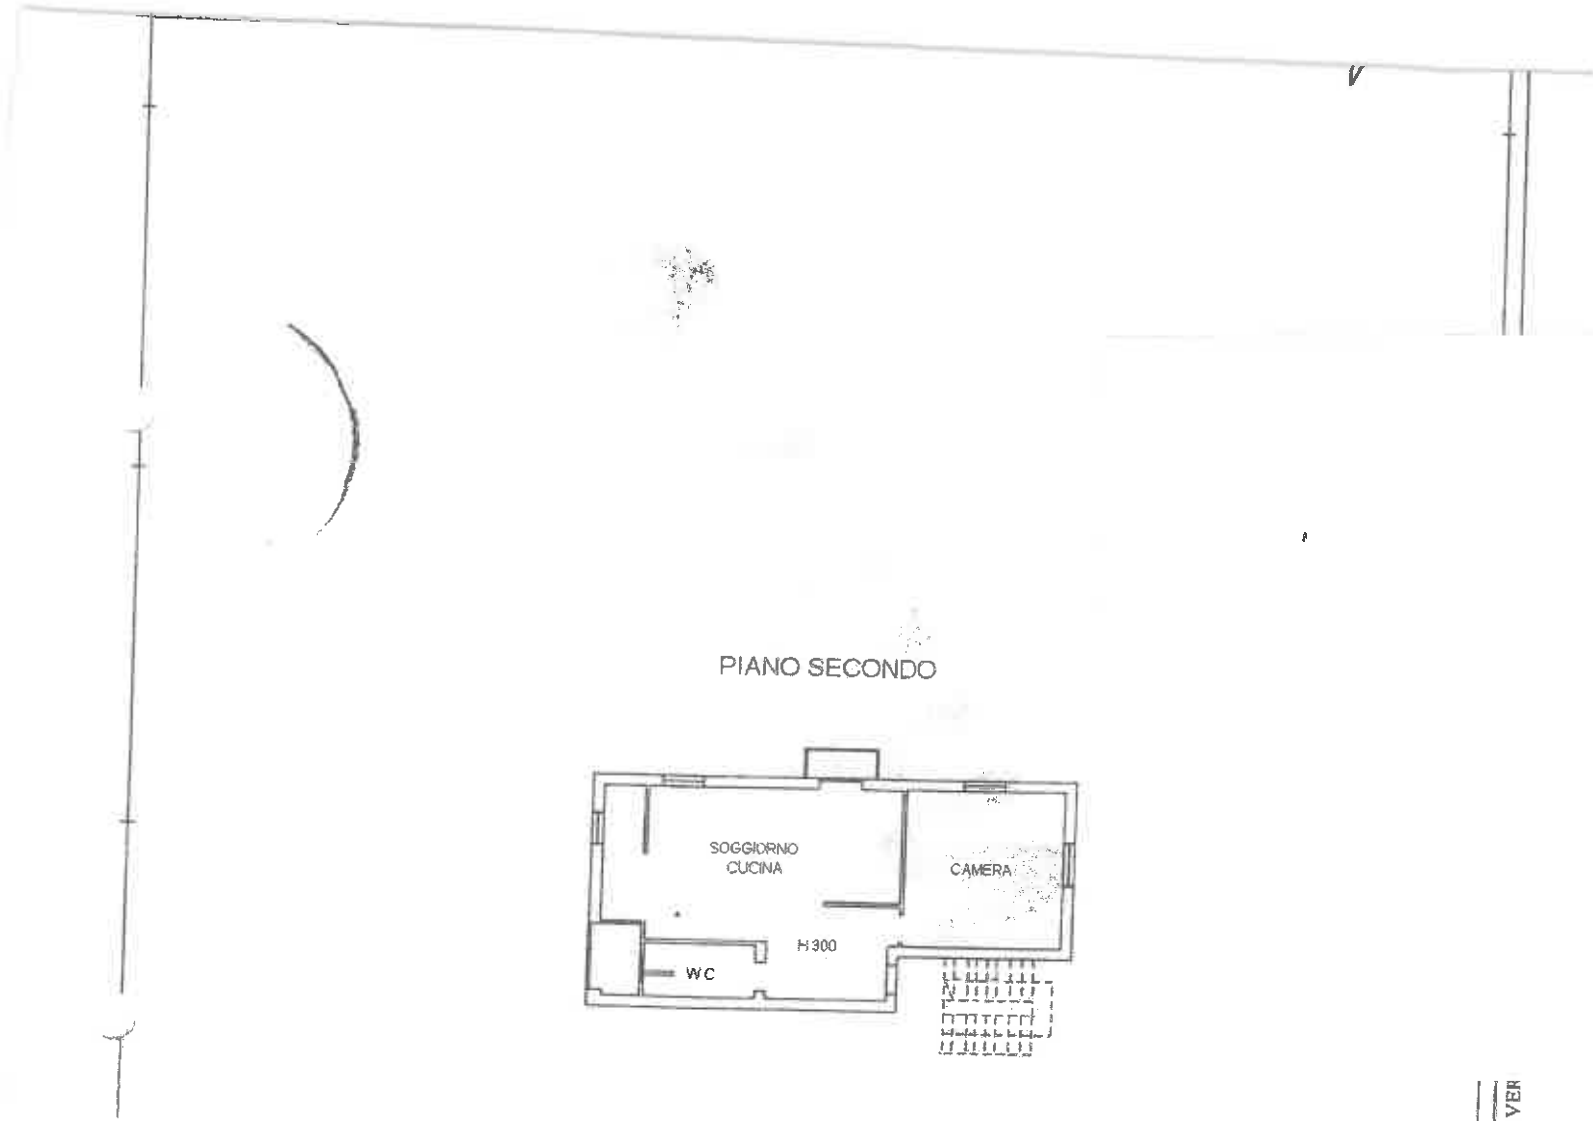 V
PIANO SECONDO
SOGGIORNO
CUCINA
CAMERA
H 300
WC
VER